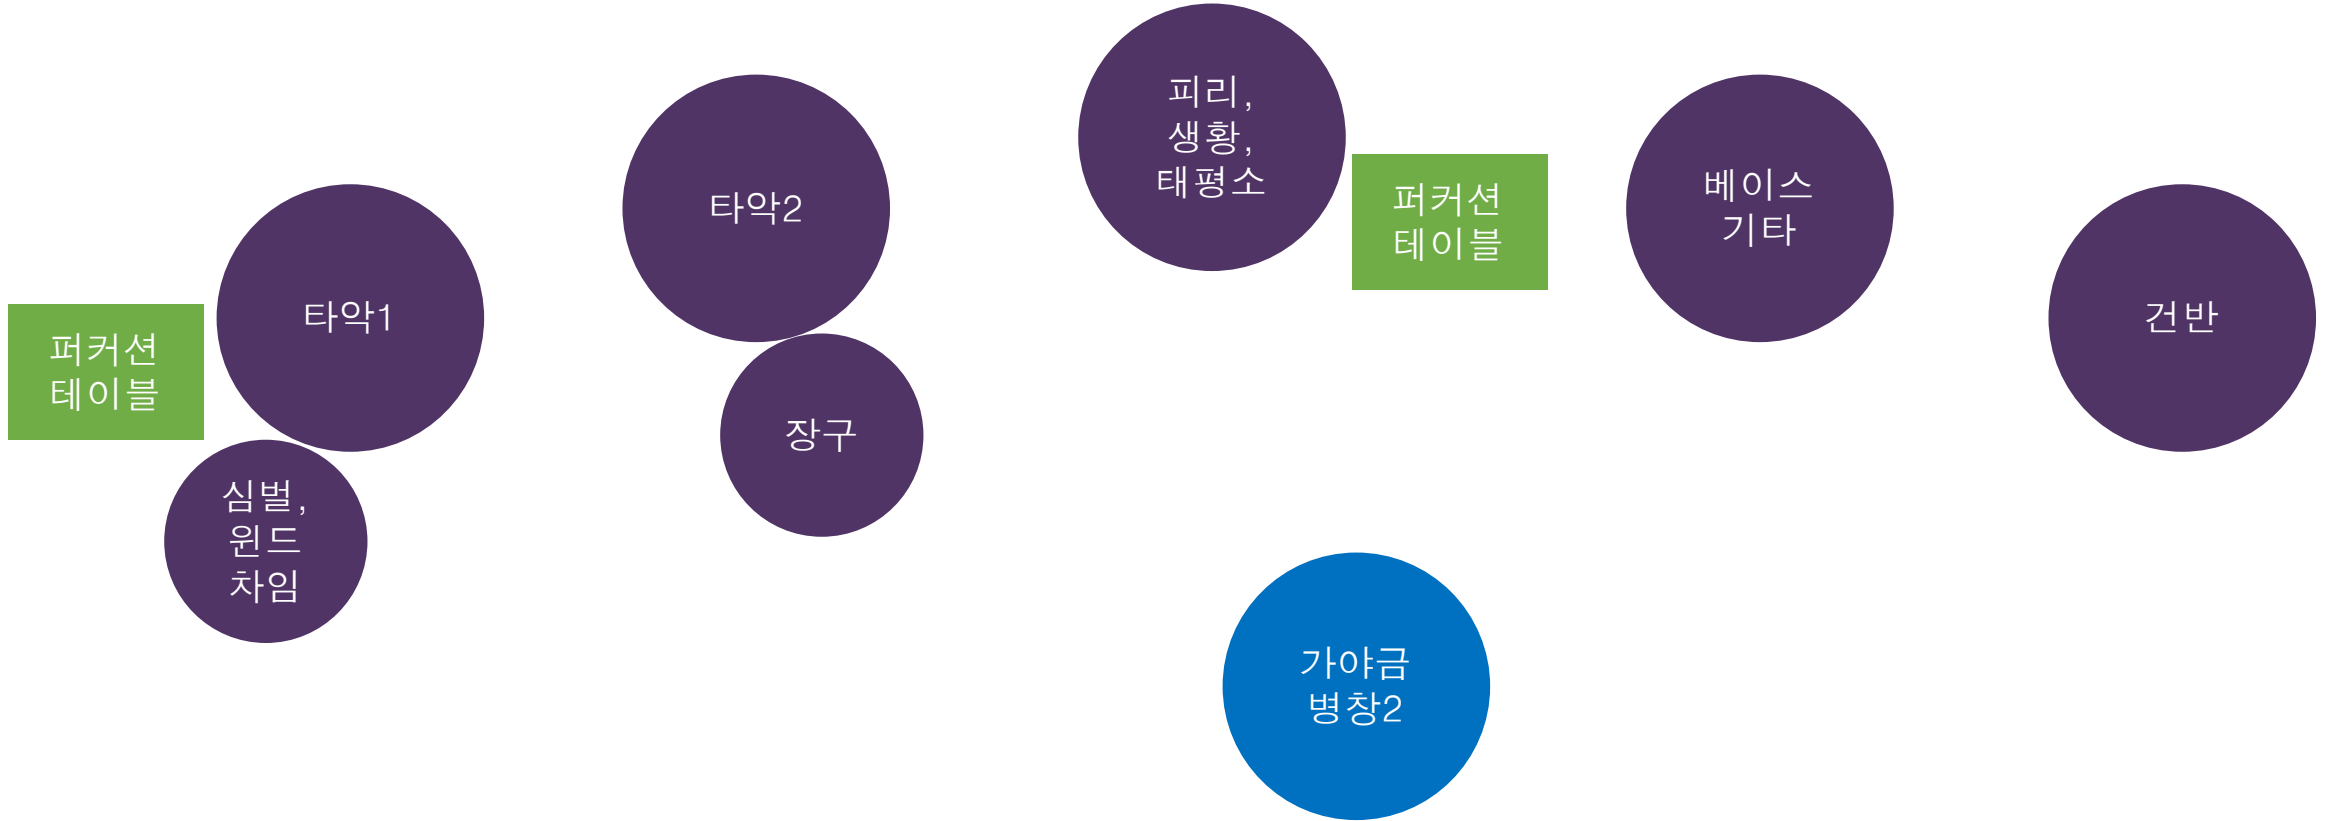 피리,
생황,
태평소
타악2
베이스
기타
퍼커션
테이블
타악1
건반
퍼커션
테이블
장구
심벌,
윈드
차임
가야금
병창2